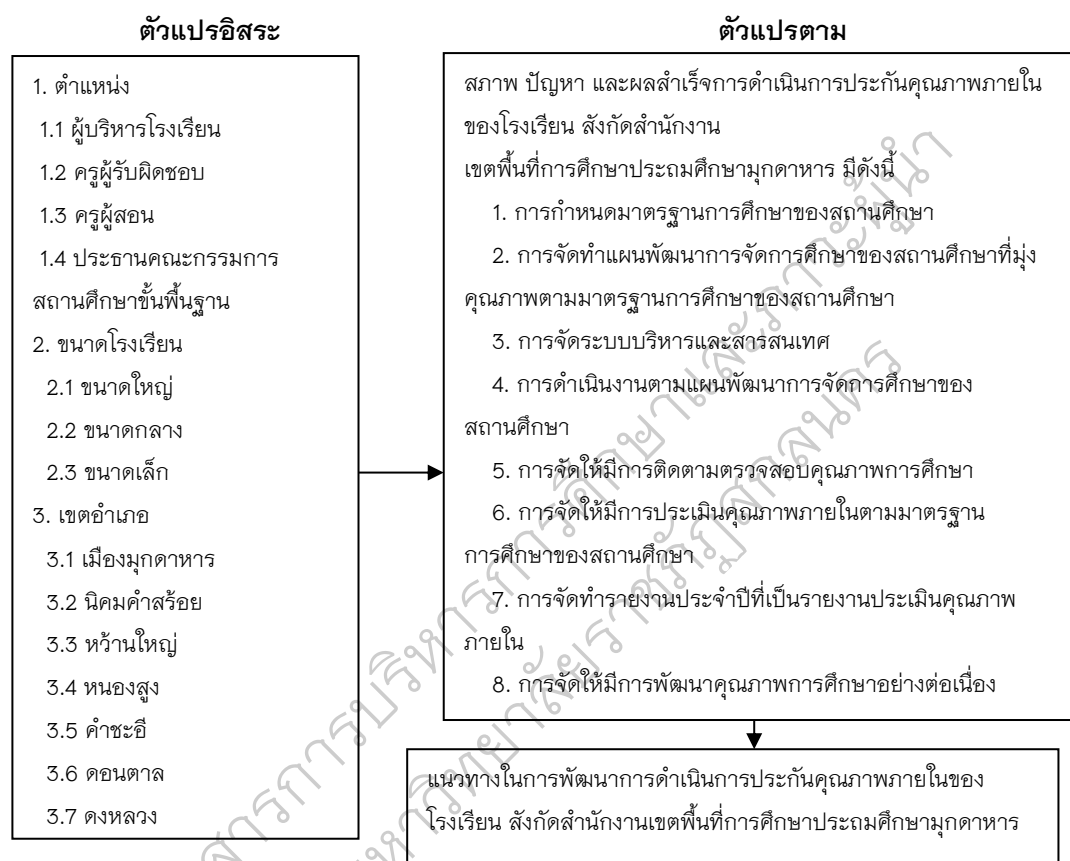 ตัวแปรอิสระ
1. ตำแหน่ง
1.1 ผู้บริหารโรงเรียน
1.2 ครูผู้รับผิดชอบ
1.3 ครูผู้สอน
1.4 ประธานคณะกรรมการ
สถานศึกษาขั้นพื้นฐาน
2. ขนาดโรงเรียน
2.1 ขนาดใหญ่
2.2 ขนาดกลาง
2.3 ขนาดเล็ก
3. เขตอำเภอ
3.1 เมืองมุกดาหาร
3.2 นิคมคำสร้อย
3.3 หว้านใหญ่
3.4 หนองสูง
3.5 คำชะอี
3.6 ดอนตาล
3.7 ดงหลวง
ตัวแปรตาม
สภาพ ปัญหา และผลสำเร็จการดำเนินการประกันคุณภาพภายใน
ของโรงเรียน สังกัดสำนักงาน
เขตพื้นที่การศึกษาประถมศึกษามุกดาหาร มีดังนี้
1. การกำหนดมาตรฐานการศึกษาของสถานศึกษา
2. การจัดทำแผนพัฒนาการจัดการศึกษาของสถานศึกษาที่มุ่ง
คุณภาพตามมาตรฐานการศึกษาของสถานศึกษา
3. การจัดระบบบริหารและสารสนเทศ
4. การดำเนินงานตามแผนพัฒนาการจัดการศึกษาของ
สถานศึกษา
5. การจัดให้มีการติดตามตรวจสอบคุณภาพการศึกษา
6. การจัดให้มีการประเมินคุณภาพภายในตามมาตรฐาน
การศึกษาของสถานศึกษา
7. การจัดทำรายงานประจำปีที่เป็นรายงานประเมินคุณภาพ
ภายใน
8. การจัดให้มีการพัฒนาคุณภาพการศึกษาอย่างต่อเนื่อง
แนวทางในการพัฒนาการดำเนินการประกันคุณภาพภายในของ
โรงเรียน สังกัดสำนักงานเขตพื้นที่การศึกษาประถมศึกษามุกดาหาร